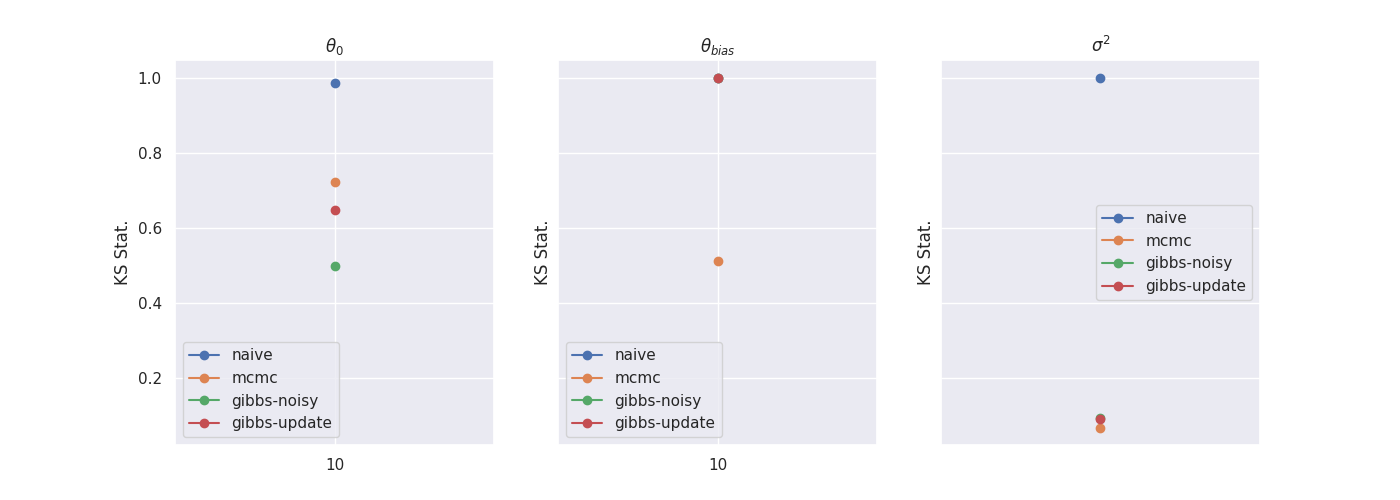 θ₀
KS Stat.
1.0
0.8
0.6
0.4
0.2
10
naive
mcmc
gibbs-noisy
gibbs-update
θ_bias
KS Stat.
10
naive
mcmc
gibbs-noisy
gibbs-update
σ²
KS Stat.
naive
mcmc
gibbs-noisy
gibbs-update